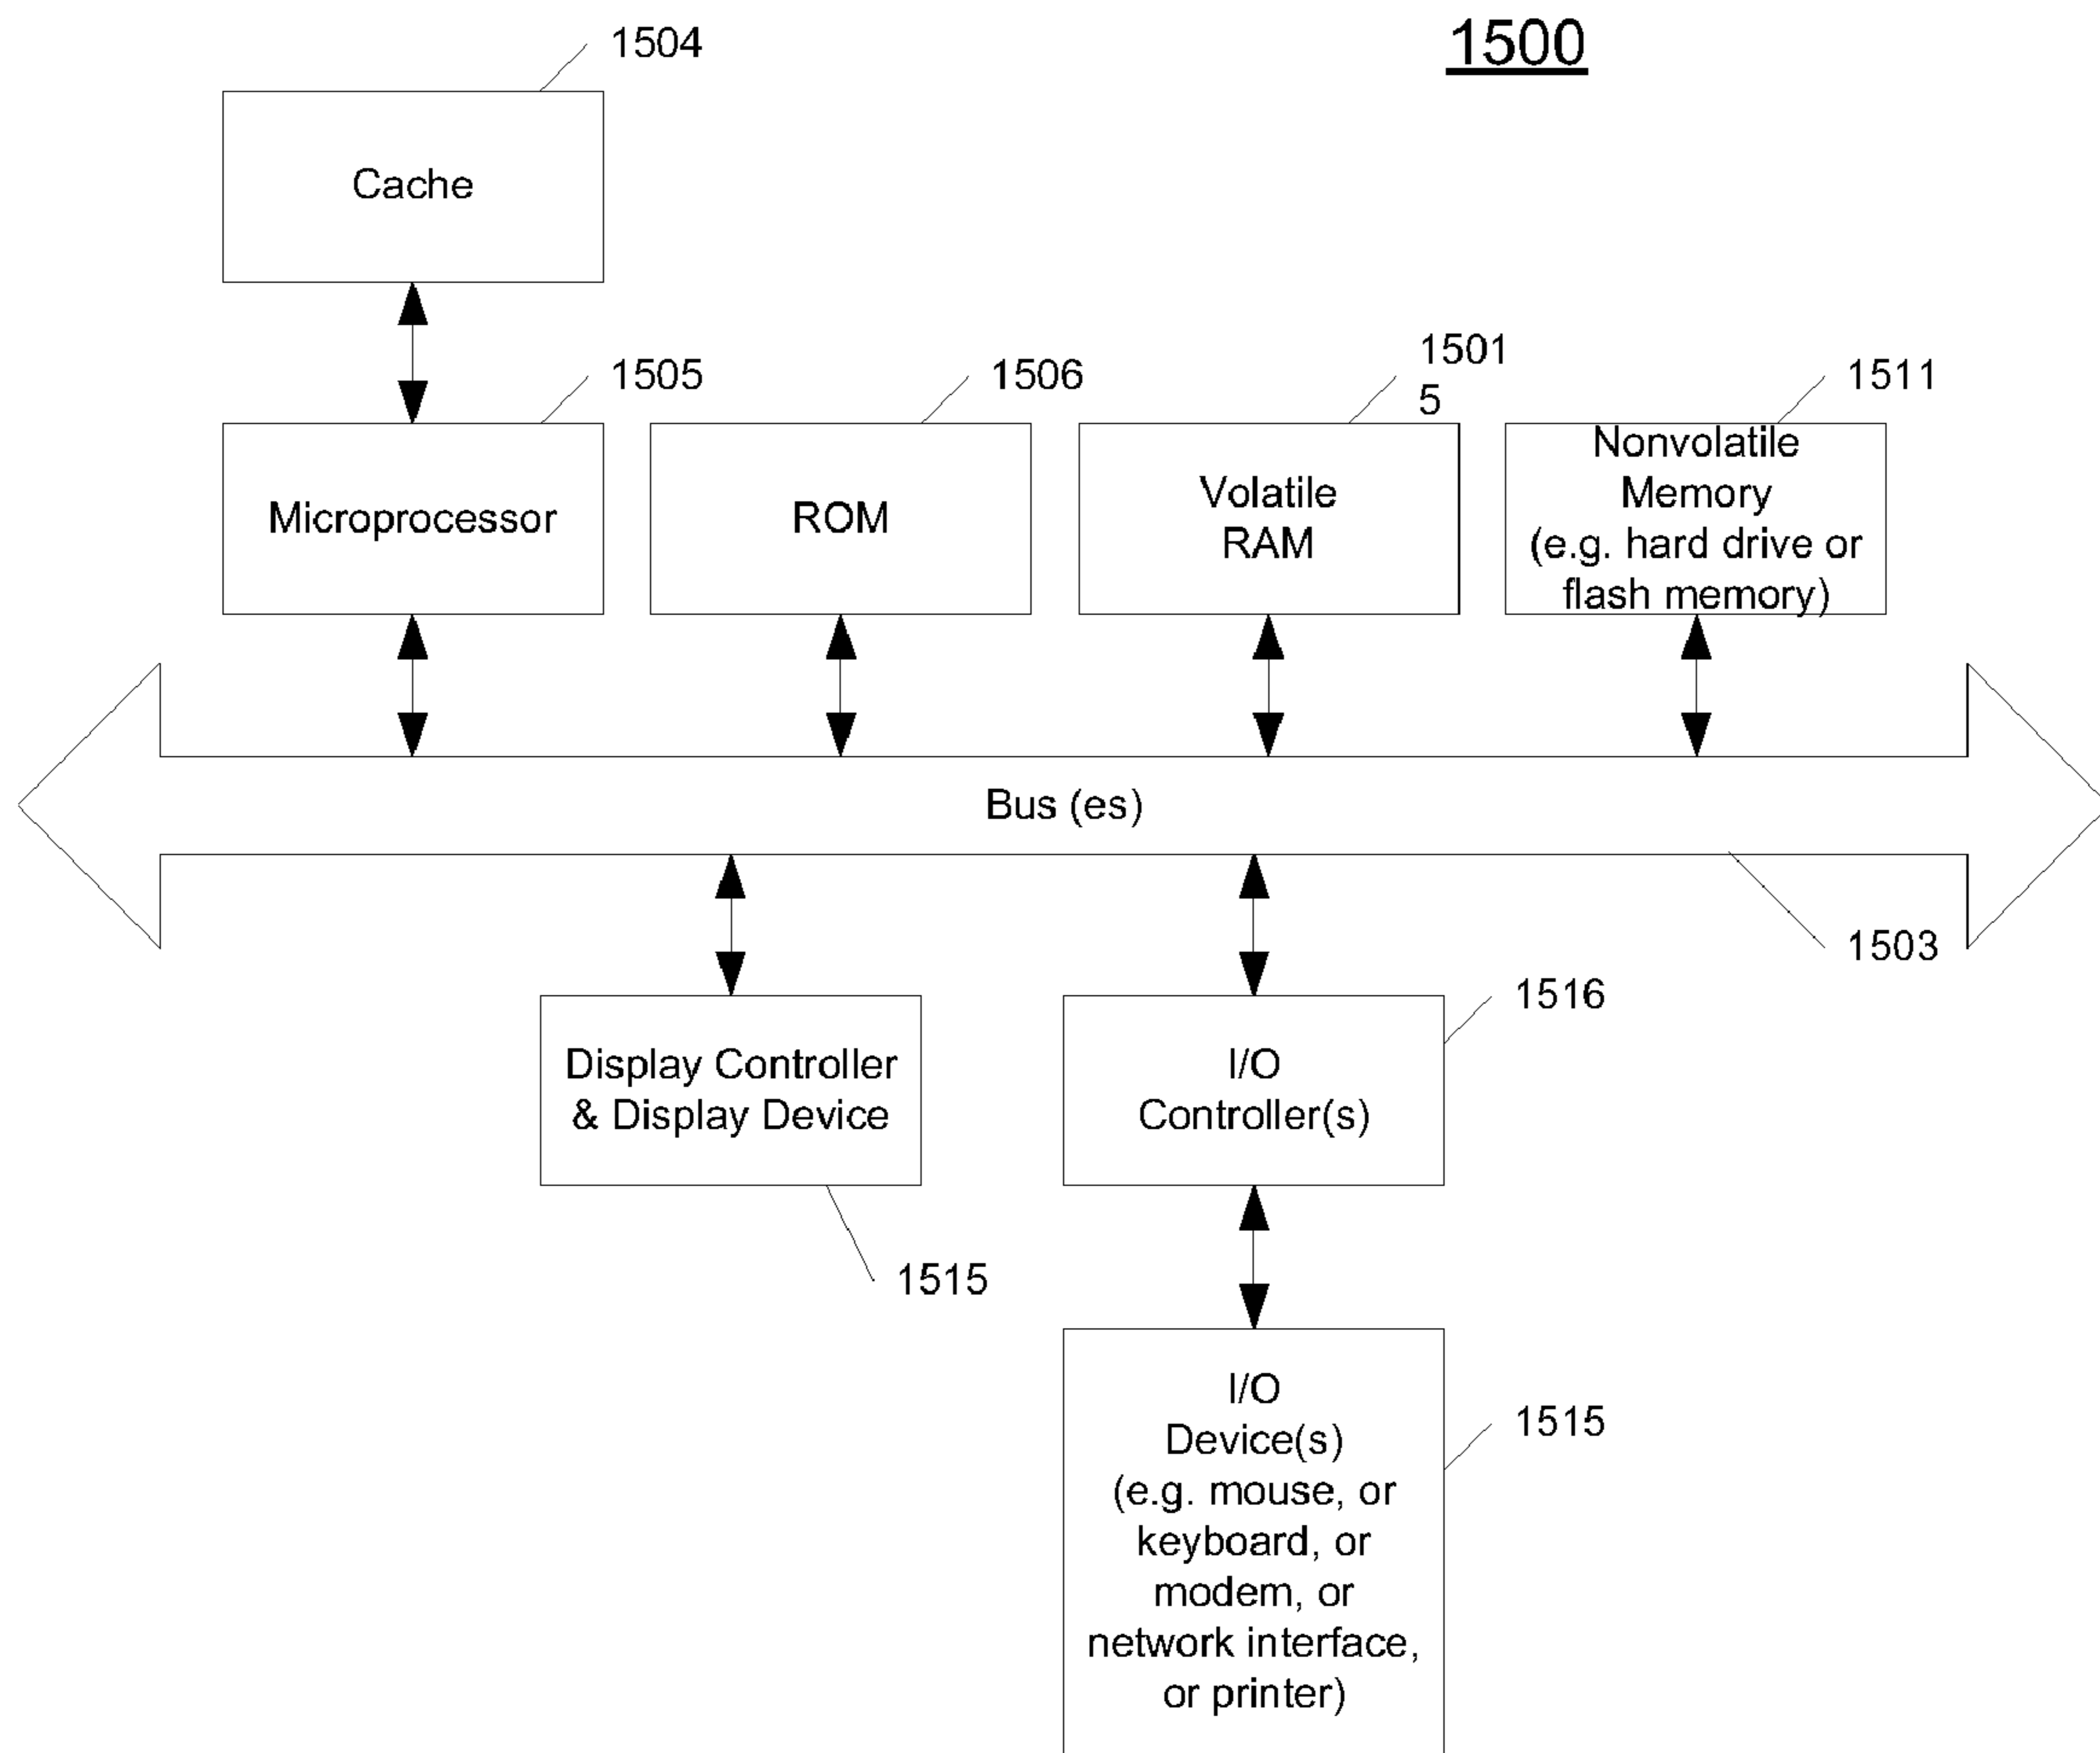 1500
1504
Cache
1505
1506
1501
5
1511
Microprocessor
ROM
Volatile
RAM
Nonvolatile
Memory
(e.g. hard drive or
flash memory)
Bus (es)
1503
1516
Display Controller
& Display Device
I/O
Controller(s)
1515
I/O
Device(s)
(e.g. mouse, or
keyboard, or
modem, or
network interface,
or printer)
1515